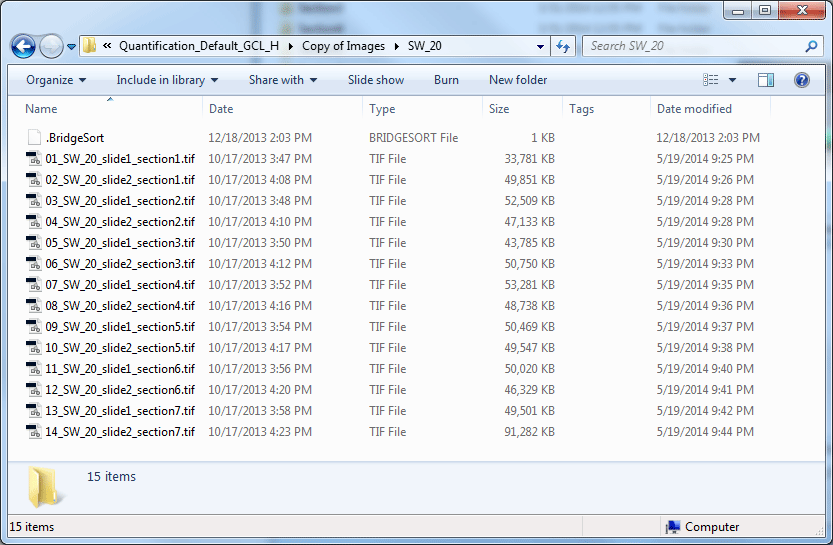 « Quantification_Default_GCL_H ▸ Copy of Images ▸ SW_20 Search SW_20
Organize Include in library Share with Slide show Burn New folder
Name Date Type Size Tags Date modified
.BridgeSort 12/18/2013 2:03 PM BRIDGESORT File 1 KB 12/18/2013 2:03 PM
01_SW_20_slide1_section1.tif 10/17/2013 3:47 PM TIF File 33,781 KB 5/19/2014 9:25 PM
02_SW_20_slide2_section1.tif 10/17/2013 4:08 PM TIF File 49,851 KB 5/19/2014 9:26 PM
03_SW_20_slide1_section2.tif 10/17/2013 3:48 PM TIF File 52,509 KB 5/19/2014 9:28 PM
04_SW_20_slide2_section2.tif 10/17/2013 4:10 PM TIF File 47,133 KB 5/19/2014 9:28 PM
05_SW_20_slide1_section3.tif 10/17/2013 3:50 PM TIF File 43,785 KB 5/19/2014 9:30 PM
06_SW_20_slide2_section3.tif 10/17/2013 4:12 PM TIF File 50,750 KB 5/19/2014 9:33 PM
07_SW_20_slide1_section4.tif 10/17/2013 3:52 PM TIF File 53,281 KB 5/19/2014 9:35 PM
08_SW_20_slide2_section4.tif 10/17/2013 4:16 PM TIF File 48,738 KB 5/19/2014 9:36 PM
09_SW_20_slide1_section5.tif 10/17/2013 3:54 PM TIF File 50,469 KB 5/19/2014 9:37 PM
10_SW_20_slide2_section5.tif 10/17/2013 4:17 PM TIF File 49,547 KB 5/19/2014 9:38 PM
11_SW_20_slide1_section6.tif 10/17/2013 3:56 PM TIF File 50,020 KB 5/19/2014 9:40 PM
12_SW_20_slide2_section6.tif 10/17/2013 4:20 PM TIF File 46,329 KB 5/19/2014 9:41 PM
13_SW_20_slide1_section7.tif 10/17/2013 3:58 PM TIF File 49,501 KB 5/19/2014 9:42 PM
14_SW_20_slide2_section7.tif 10/17/2013 4:23 PM TIF File 91,282 KB 5/19/2014 9:44 PM
15 items
15 items Computer